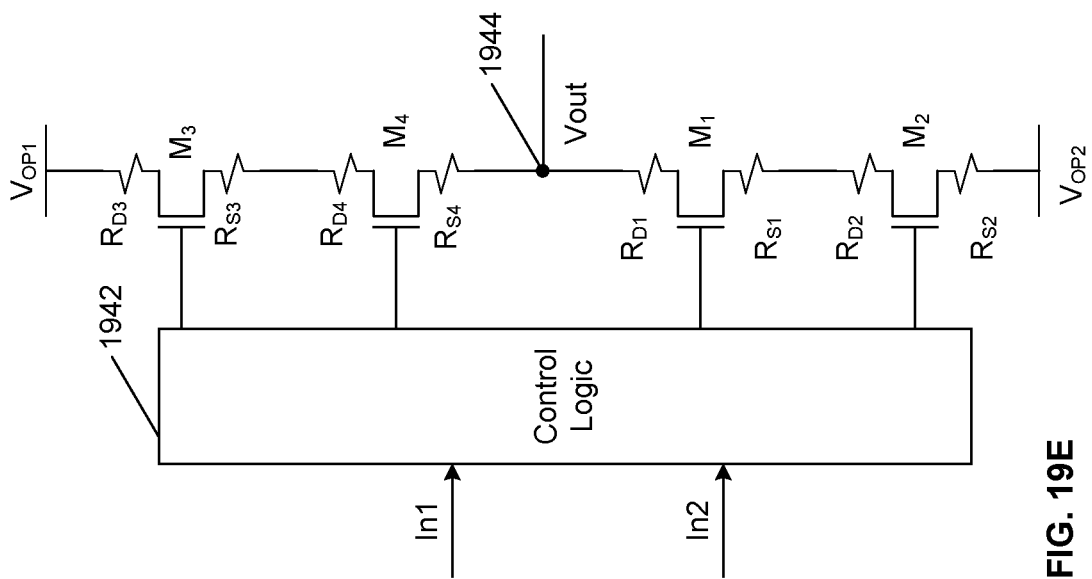 V_OP1
R_D3
M_3
R_S3
1942
R_D4
M_4
R_S4
1944
Vout
Control
Logic
In1
In2
R_D1
M_1
R_S1
R_D2
M_2
R_S2
V_OP2
FIG. 19E